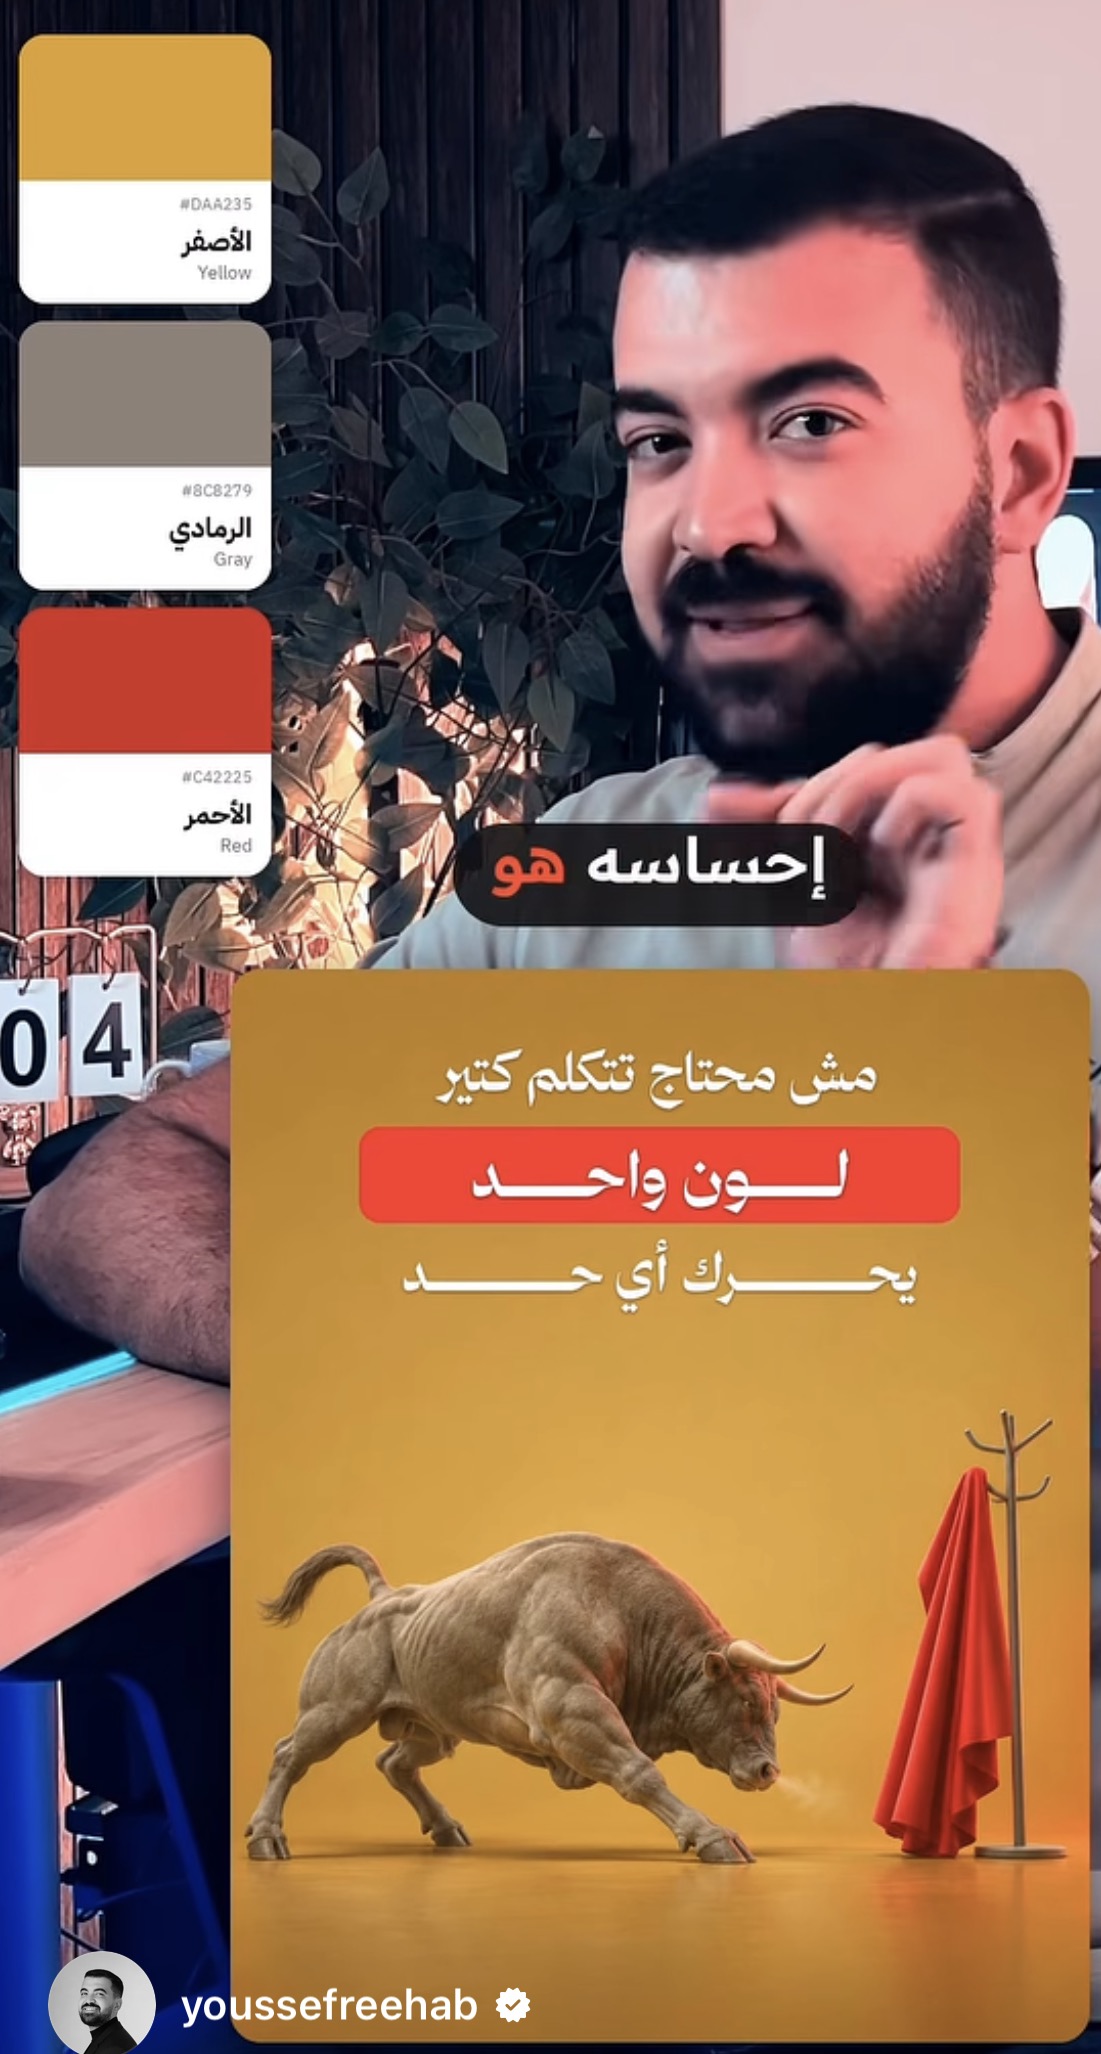 #DAA235
الأصفر
Yellow
#8C8279
الرمادي
Gray
#C42225
الأحمر
Red
إحساسه هو
04
مش محتاج تتكلم كتير
لـــون واحـــد
يحـــرك أي حـــد
youssefreehab